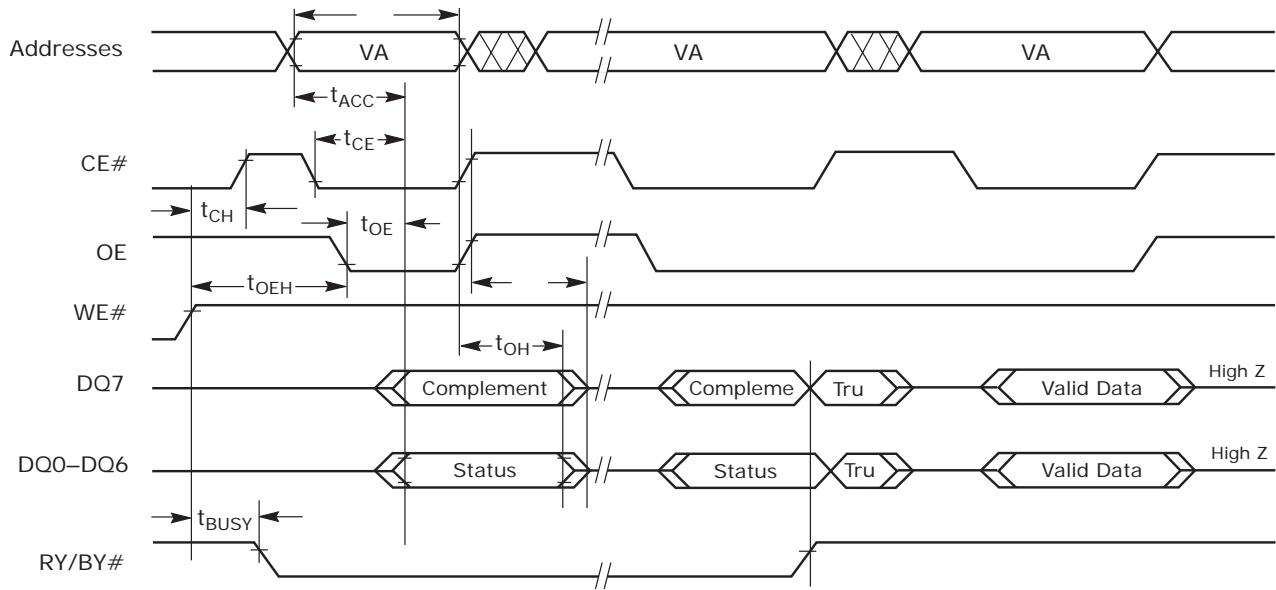 Addresses
VA
VA
VA
tACC
tCE
CE#
tCH
tOE
OE
tOEH
WE#
tOH
DQ7
Complement
Compleme
Tru
Valid Data
High Z
DQ0–DQ6
Status
Status
Tru
Valid Data
High Z
tBUSY
RY/BY#